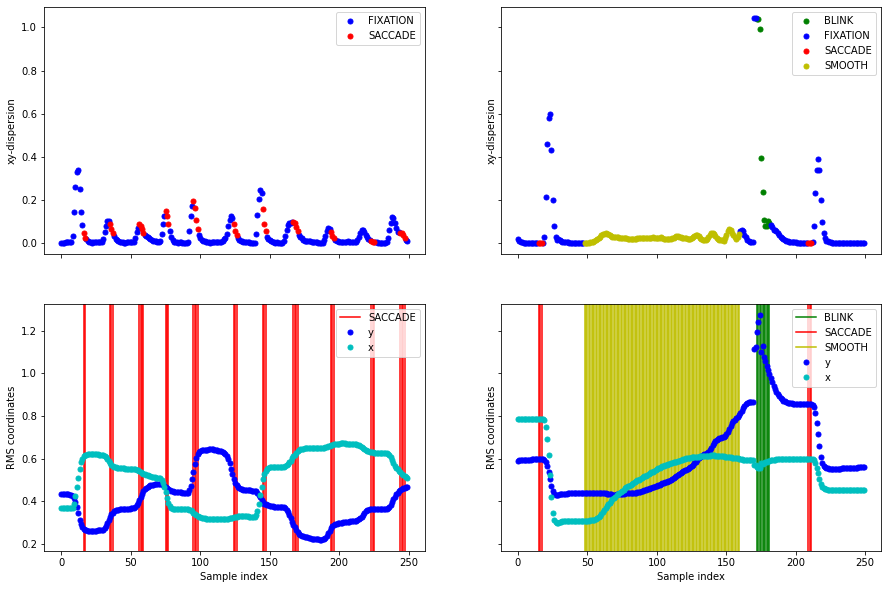 FIXATION
SACCADE
xy-dispersion
0.0
0.2
0.4
0.6
0.8
1.0
BLINK
FIXATION
SACCADE
SMOOTH
xy-dispersion
SACCADE
y
x
RMS coordinates
0.2
0.4
0.6
0.8
1.0
1.2
0 50 100 150 200 250
Sample index
BLINK
SACCADE
SMOOTH
y
x
RMS coordinates
0 50 100 150 200 250
Sample index